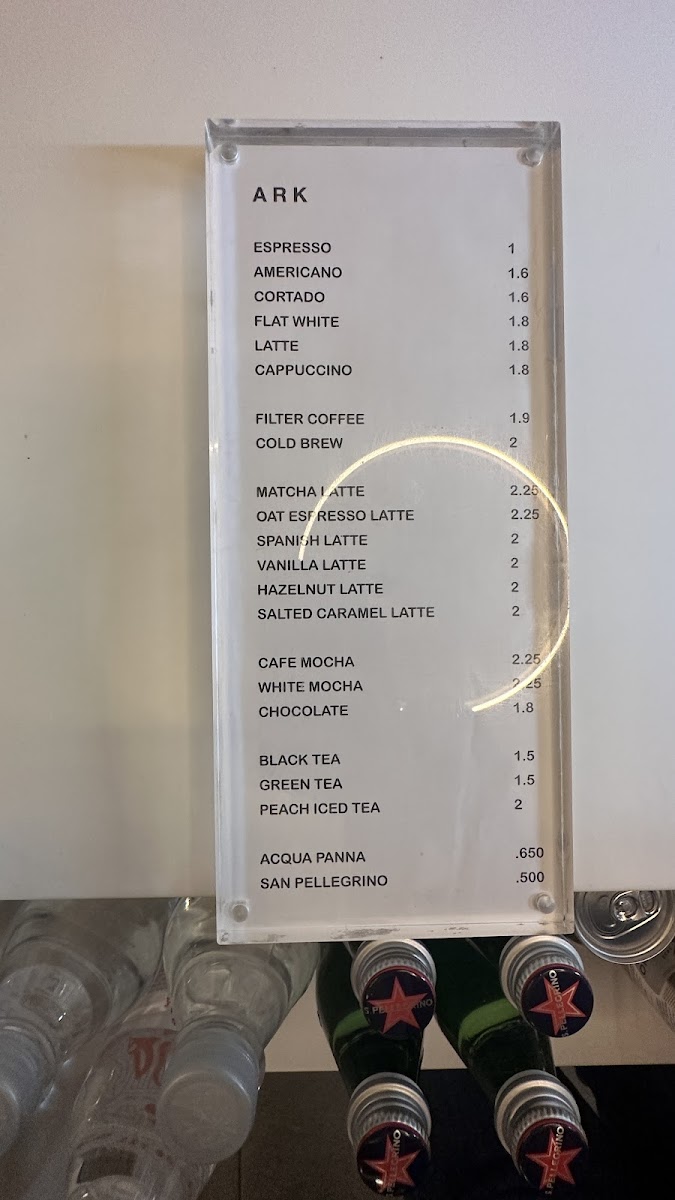 ARK
ESPRESSO 1
AMERICANO 1.6
CORTADO 1.6
FLAT WHITE 1.8
LATTE 1.8
CAPPUCCINO 1.8
FILTER COFFEE 1.9
COLD BREW 2
MATCHA LATTE 2.25
OAT ESPRESSO LATTE 2.25
SPANISH LATTE 2
VANILLA LATTE 2
HAZELNUT LATTE 2
SALTED CARAMEL LATTE 2
CAFE MOCHA 2.25
WHITE MOCHA 2.25
CHOCOLATE 1.8
BLACK TEA 1.5
GREEN TEA 1.5
PEACH ICED TEA 2
ACQUA PANNA .650
SAN PELLEGRINO .500
S.PELLEGRINO
S.PELLEGRINO
S.PELLEGRINO
S.PELLEGRINO